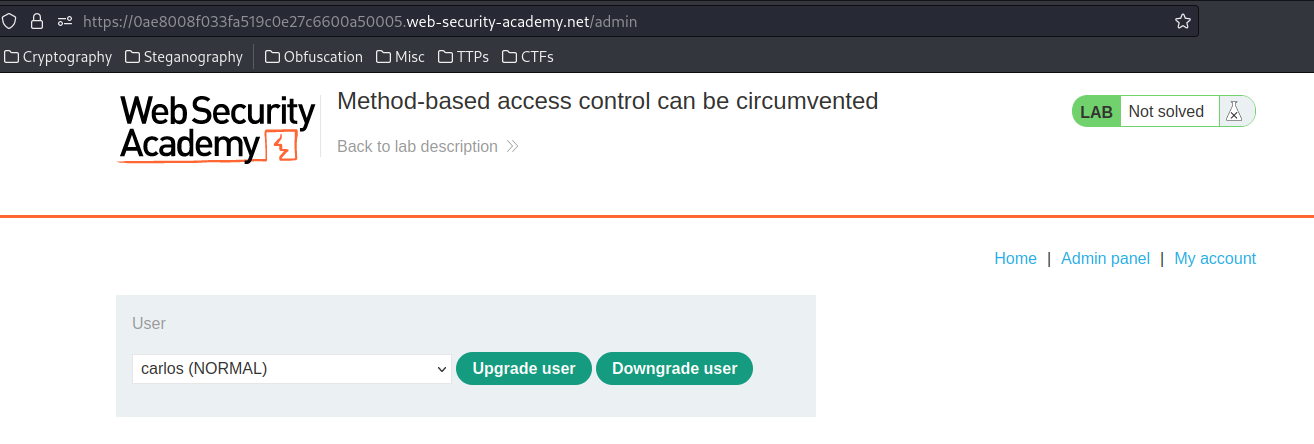 https://0ae8008f033fa519c0e27c6600a50005.web-security-academy.net/admin
Cryptography Steganography Obfuscation Misc TTPs CTFs
Web Security
Academy
Method-based access control can be circumvented
Back to lab description
LAB Not solved
Home | Admin panel | My account
User
carlos (NORMAL) Upgrade user Downgrade user